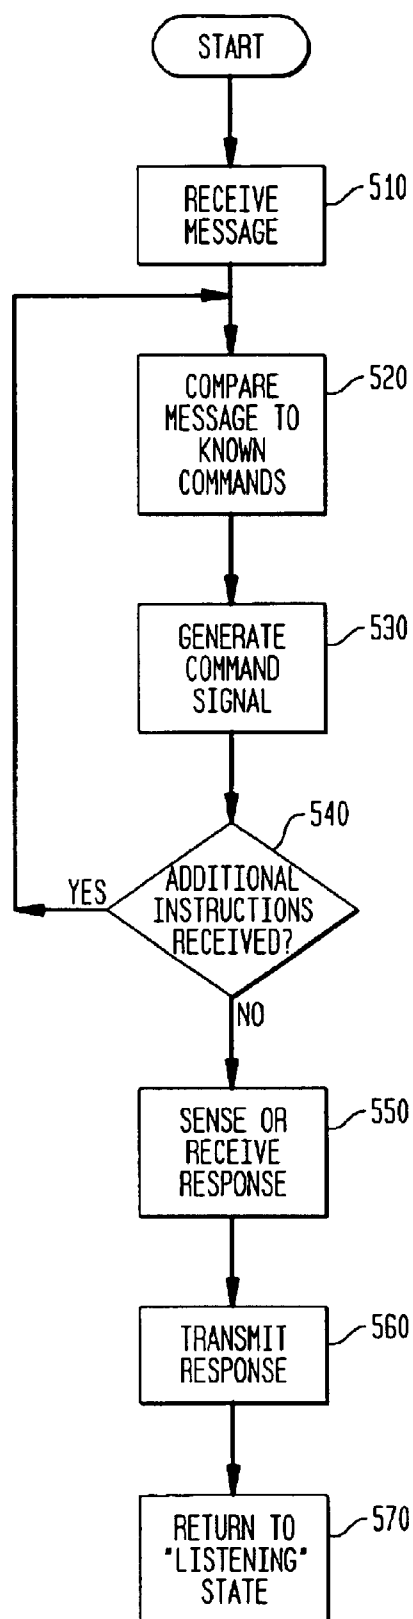 START
RECEIVE
MESSAGE
510
COMPARE
MESSAGE TO
KNOWN
COMMANDS
520
GENERATE
COMMAND
SIGNAL
530
540
ADDITIONAL
INSTRUCTIONS
RECEIVED?
YES
NO
SENSE OR
RECEIVE
RESPONSE
550
TRANSMIT
RESPONSE
560
RETURN TO
"LISTENING"
STATE
570